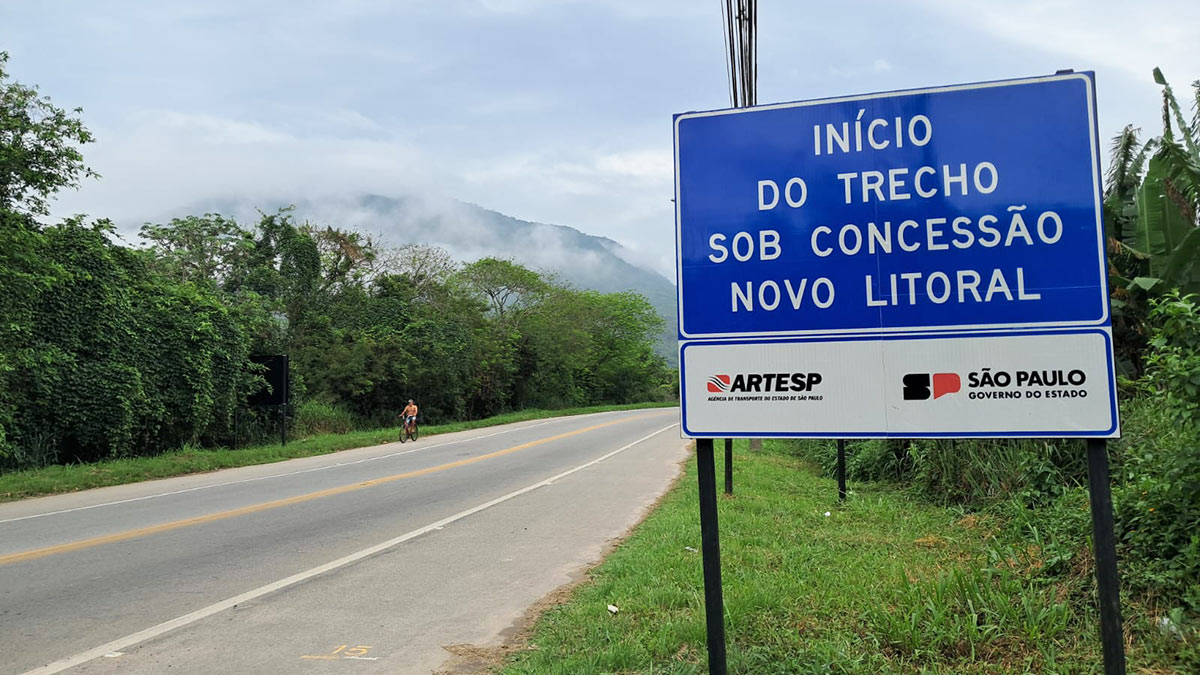 INÍCIO
DO TRECHO
SOB CONCESSÃO
NOVO LITORAL
ARTESP
AGÊNCIA DE TRANSPORTE DO ESTADO DE SÃO PAULO
SP
SÃO PAULO
GOVERNO DO ESTADO
15